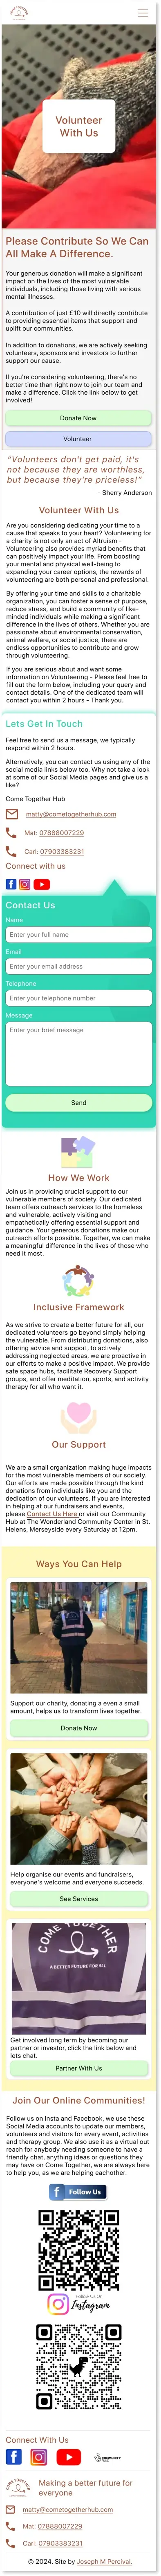 COME TOGETHER
Volunteer
With Us
Please Contribute So We Can
All Make A Difference.
Your generous donation will make a significant
impact on the lives of the most vulnerable
individuals, including those living with serious
mental illnesses.
A contribution of just £10 will directly contribute
to providing essential items that support and
uplift our communities.
In addition to donations, we are actively seeking
volunteers, sponsors and investors to further
support our cause.
If you're considering volunteering, there's no
better time than right now to join our team and
make a difference. Click the link below to get
involved!
Donate Now
Volunteer
“Volunteers don't get paid, it's
not because they are worthless,
but because they're priceless!”
- Sherry Anderson
Volunteer With Us
Are you considering dedicating your time to a
cause that speaks to your heart? Volunteering for
a charity is not only an act of Altruism -
Volunteering also provides myriad benefits that
can positively impact your life. From enhancing
your mental and physical well-being to
expanding your career opportunities, the rewards
of volunteering are both personal and professional.
By offering your time and skills to a charitable
organization, you can foster a sense of purpose,
reduce stress, and build a community of like-
minded individuals while making a significant
difference in the lives of others. Whether you are
passionate about environmental conservation,
animal welfare, or social justice, there are
endless opportunities to contribute and grow
through volunteering.
If you are serious about and want some
information on Volunteering - Please feel free to
fill out the form below, including your query and
contact details. One of the dedicated team will
contact you within 2 hours - Thank you.
Lets Get In Touch
Feel free to send us a message, we typically
respond within 2 hours.
Alternatively, you can contact us using any of the
contact or media links below. Why not take a look
at some of our Social Media pages and give us a
like?
Come Together Hub
matty@cometogetherhub.com
Mat: 07888007229
Carl: 07903383231
Connect with us
Contact Us
Name
Enter your full name
Email
Enter your email address
Telephone
Enter your telephone number
Message
Enter your brief message
Send
How We Work
Join us in providing crucial support to our
vulnerable members of society. Our dedicated
team offers outreach services to the homeless
and vulnerable, actively visiting and
empathetically offering essential support and
guidance. Your generous donations make our
outreach efforts possible. Together, we can make
a meaningful difference in the lives of those who
need it most.
Inclusive Framework
As we strive to create a better future for all, our
dedicated volunteers go beyond simply helping
the vulnerable. From distributing donations, also
offering advice and support, to actively
addressing neglected areas, we are proactive in
our efforts to make a positive impact. We provide
safe space hubs, facilitate Recovery Support
groups, and offer meditation, sports, and activity
therapy for all who want it.
Our Support
We are a small organization making huge impacts
for the most vulnerable members of our society.
Our efforts are made possible through the kind
donations from individuals like you and the
dedication of our volunteers. If you are interested
in helping at our fundraisers and events,
please Contact Us Here or visit our Community
Hub at The Wonderland Community Center in St.
Helens, Merseyside every Saturday at 12pm.
Ways You Can Help
Support our charity, donating a even a small
amount, helps us to transform lives together.
Donate Now
Help organise our events and fundraisers,
everyone's welcome and everyone succeeds.
See Services
COME TOGETHER
A BETTER FUTURE FOR ALL
Get involved long term by becoming our
partner or investor, click the link below and
lets chat.
Partner With Us
Join Our Online Communities!
Follow us on Insta and Facebook, we use these
Social Media accounts to update our members,
volunteers and visitors for every event, activities
and therapy group. We also use it as a virtual out
reach for anybody needing someone to have a
friendly chat, anything ideas or questions they
may have on Come Together, we are always here
to help you, as we are helping each other.
f Follow Us
Follow Us On
Instagram
Connect With Us
COMMUNITY
COME TOGETHER
Making a better future for
everyone
matty@cometogetherhub.com
Mat: 07888007229
Carl: 07903383231
© 2024. Site by Joseph M Percival.